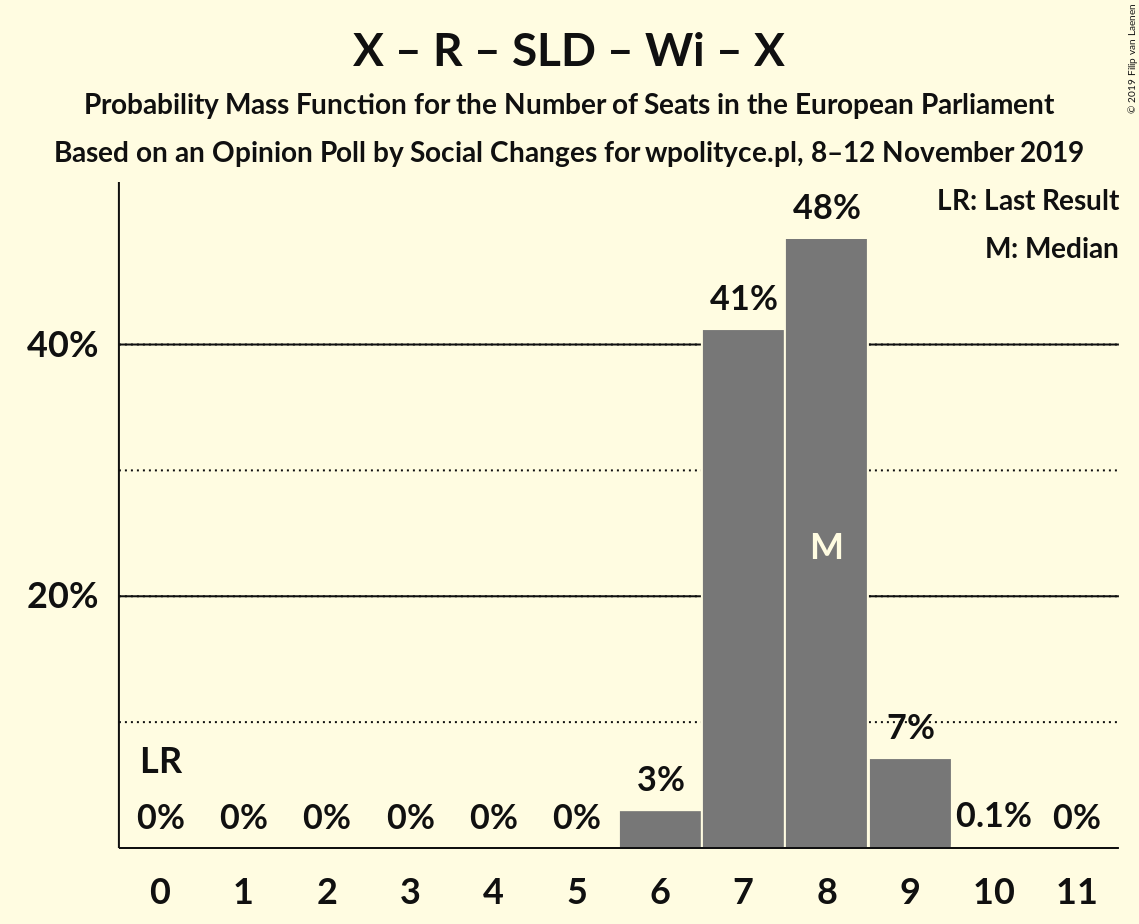 X – R – SLD – Wi – X
Probability Mass Function for the Number of Seats in the European Parliament
Based on an Opinion Poll by Social Changes for wpolityce.pl, 8–12 November 2019
© 2019 Filip van Laenen
LR: Last Result
M: Median
48%
41%
40%
M
20%
7%
LR
3%
0% 0% 0% 0% 0% 0% 0.1% 0%
0 1 2 3 4 5 6 7 8 9 10 11